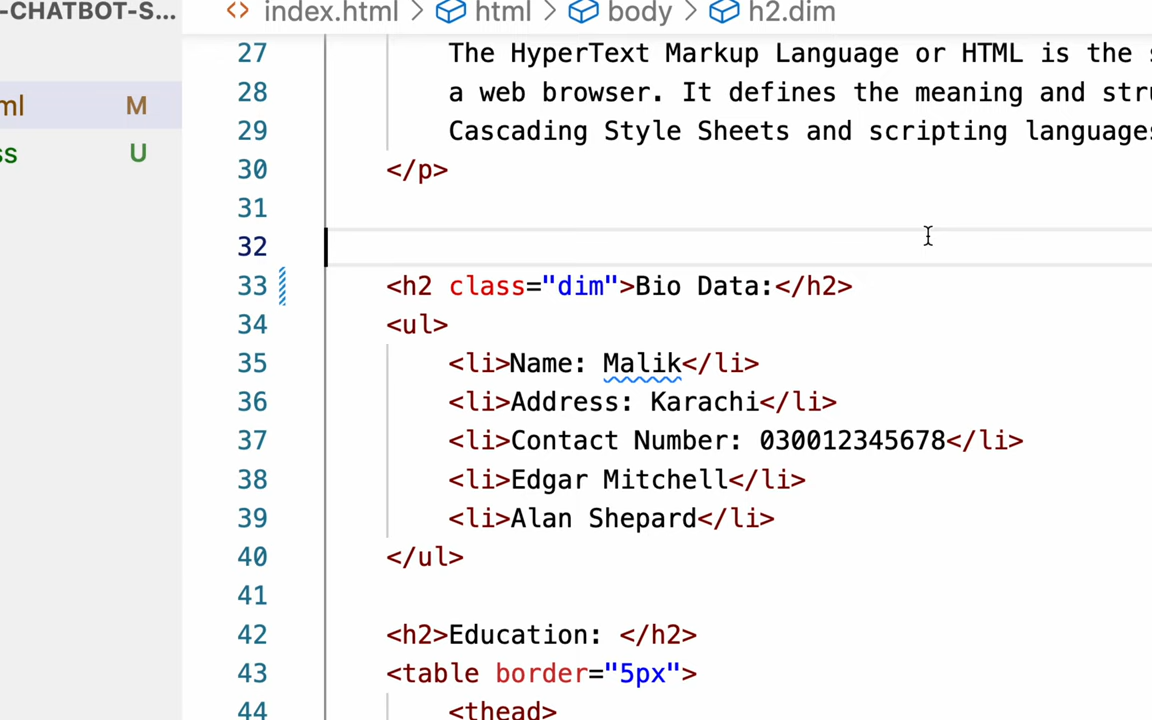 -CHATBOT-S... index.html > html > body > h2.dim
27 The HyperText Markup Language or HTML is the s
ml M 28 a web browser. It defines the meaning and stru
29 Cascading Style Sheets and scripting languages
ss U 30 </p>
31
32
33 <h2 class="dim">Bio Data:</h2>
34 <ul>
35 <li>Name: Malik</li>
36 <li>Address: Karachi</li>
37 <li>Contact Number: 030012345678</li>
38 <li>Edgar Mitchell</li>
39 <li>Alan Shepard</li>
40 </ul>
41
42 <h2>Education: </h2>
43 <table border="5px">
44 <thead>